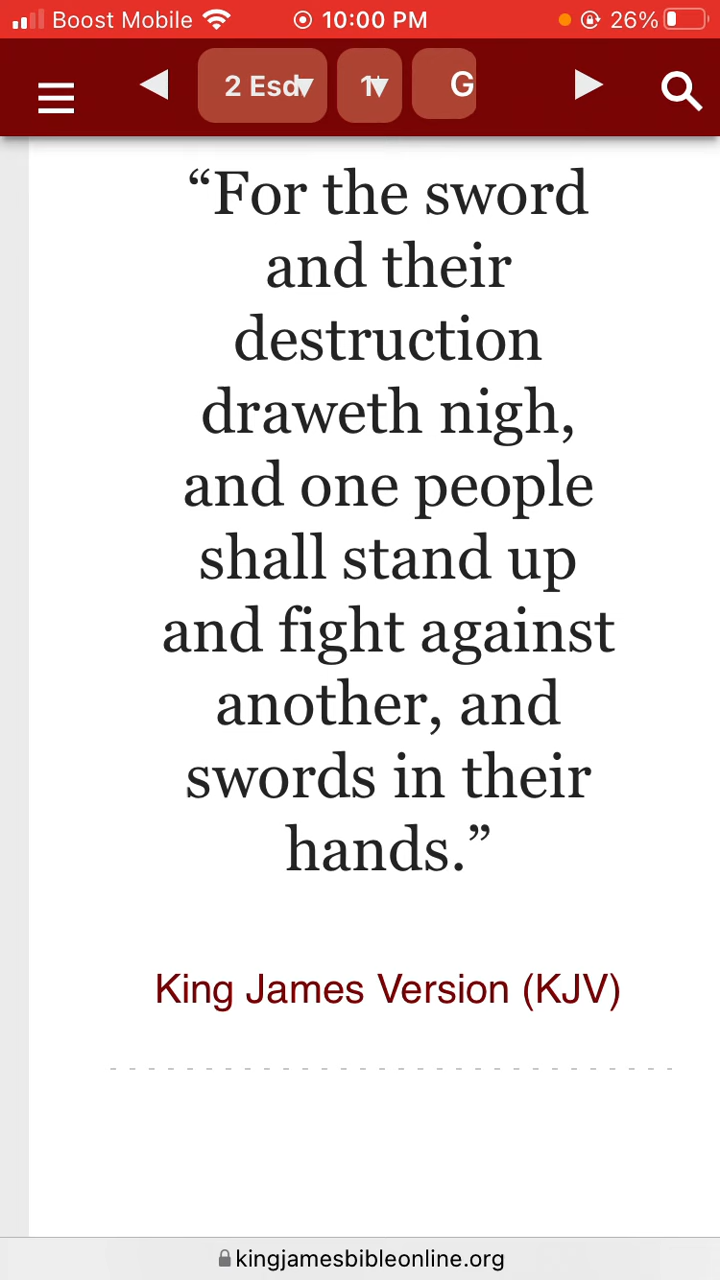 Boost Mobile 10:00 PM 26%
2 Esd G
“For the sword
and their
destruction
draweth nigh,
and one people
shall stand up
and fight against
another, and
swords in their
hands.”
King James Version (KJV)
kingjamesbibleonline.org